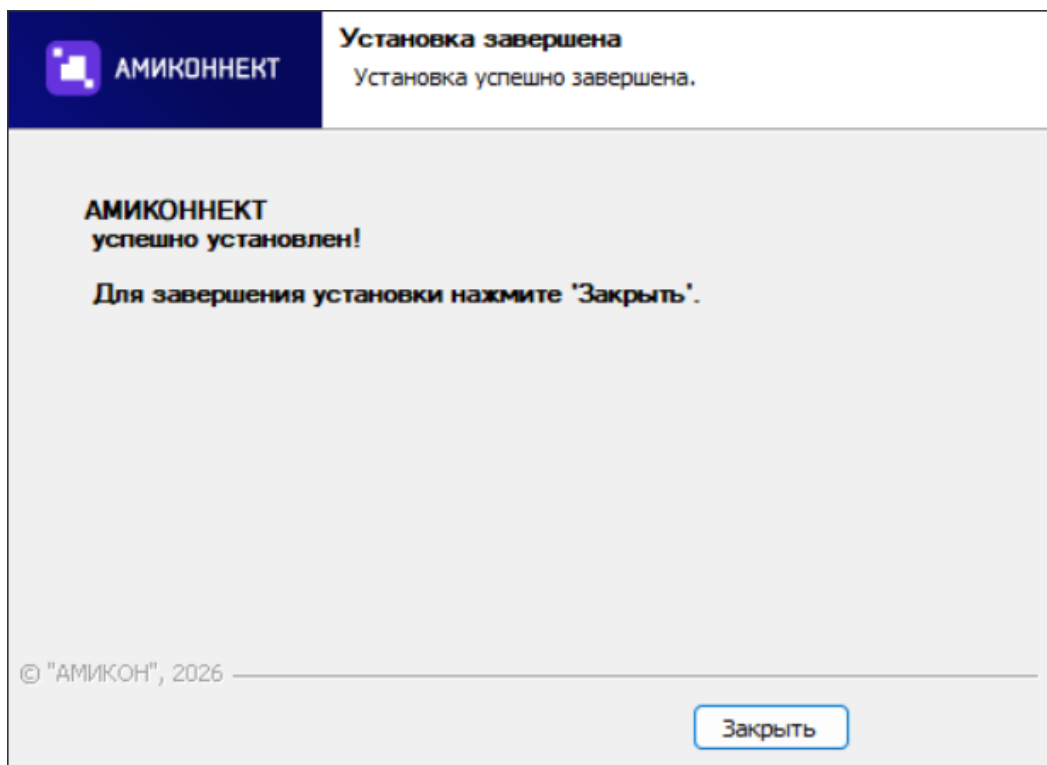 АМИКОННЕКТ
Установка завершена
Установка успешно завершена.
АМИКОННЕКТ
успешно установлен!
Для завершения установки нажмите 'Закрыть'.
© "АМИКОН", 2026
Закрыть